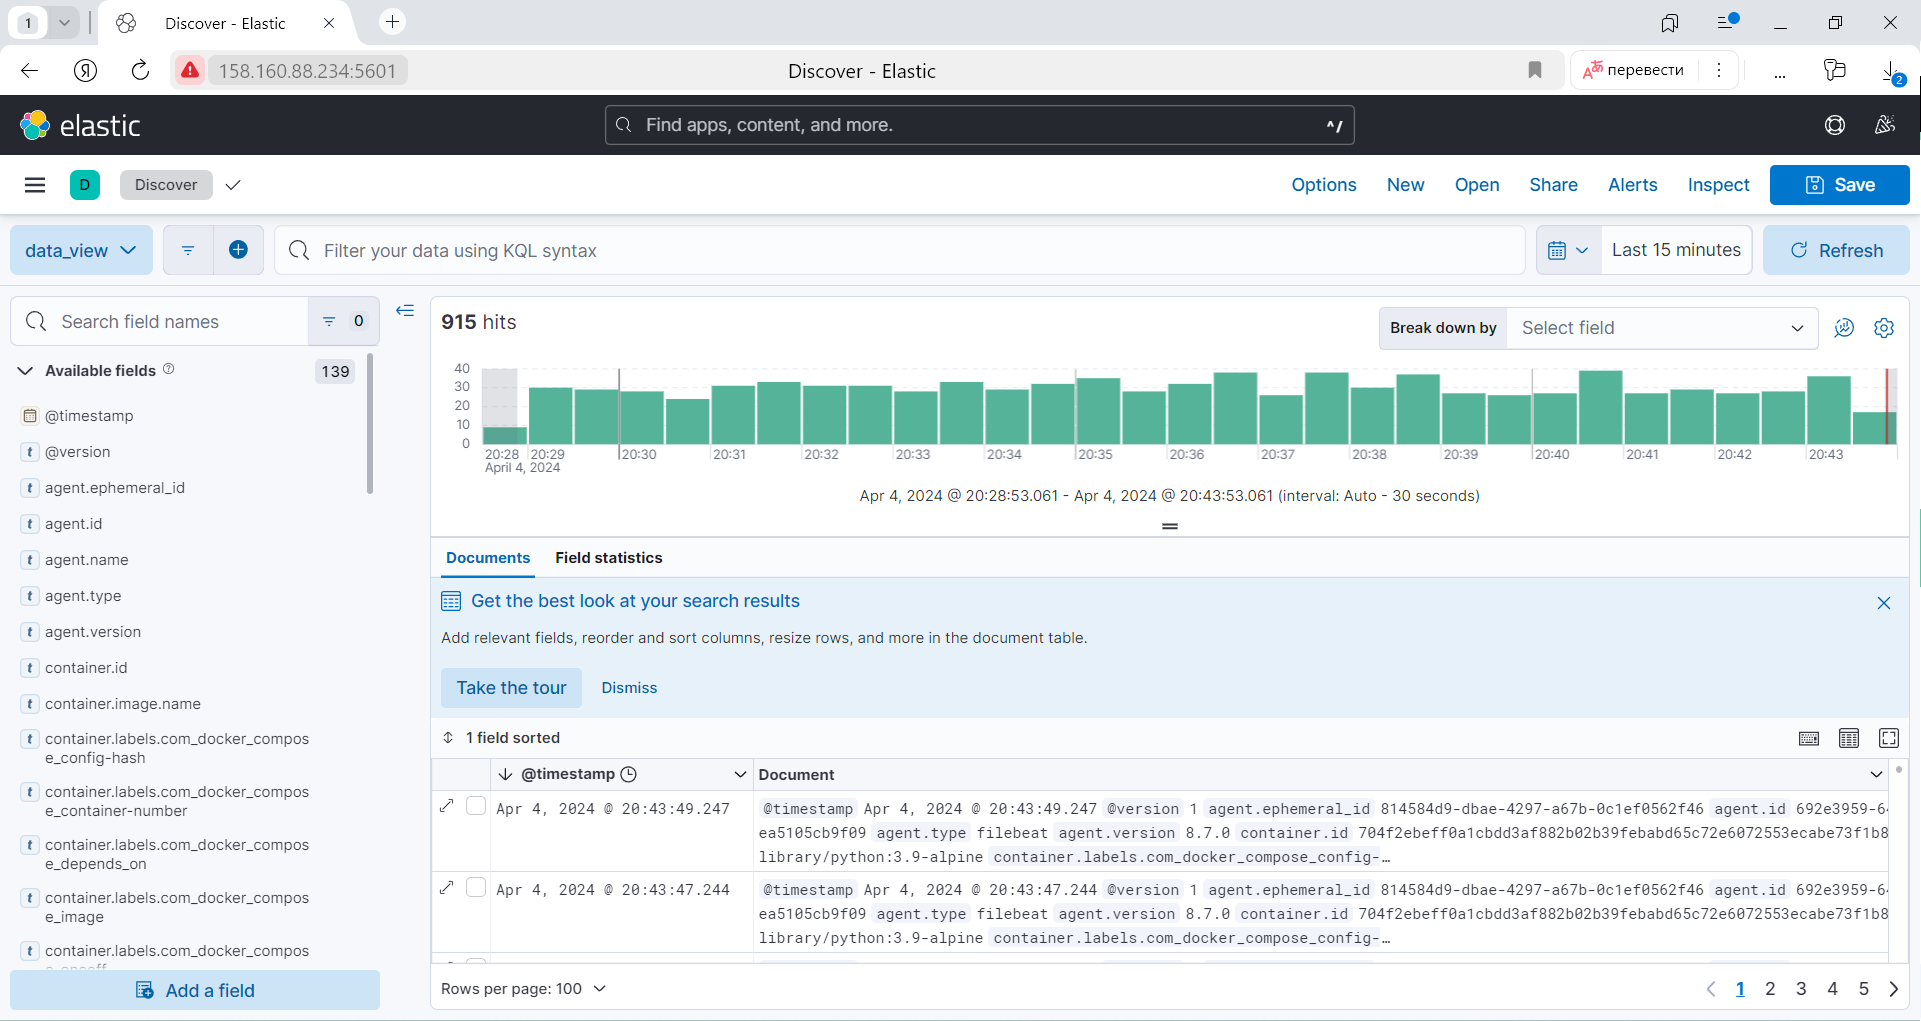 1
Discover - Elastic
158.160.88.234:5601
Discover - Elastic
перевести
2
elastic
Find apps, content, and more.
^/
D
Discover
Options
New
Open
Share
Alerts
Inspect
Save
data_view
Filter your data using KQL syntax
Last 15 minutes
Refresh
Search field names
0
Available fields
139
@timestamp
t @version
t agent.ephemeral_id
t agent.id
t agent.name
t agent.type
t agent.version
t container.id
t container.image.name
t container.labels.com_docker_compos
e_config-hash
t container.labels.com_docker_compos
e_container-number
t container.labels.com_docker_compos
e_depends_on
t container.labels.com_docker_compos
e_image
t container.labels.com_docker_compos
Add a field
915 hits
Break down by
Select field
40
30
20
10
0
20:28 20:29 20:30 20:31 20:32 20:33 20:34 20:35 20:36 20:37 20:38 20:39 20:40 20:41 20:42 20:43
April 4, 2024
Apr 4, 2024 @ 20:28:53.061 - Apr 4, 2024 @ 20:43:53.061 (interval: Auto - 30 seconds)
Documents
Field statistics
Get the best look at your search results
Add relevant fields, reorder and sort columns, resize rows, and more in the document table.
Take the tour
Dismiss
1 field sorted
@timestamp
Document
Apr 4, 2024 @ 20:43:49.247
@timestamp Apr 4, 2024 @ 20:43:49.247 @version 1 agent.ephemeral_id 814584d9-dbae-4297-a67b-0c1ef0562f46 agent.id 692e3959-6
ea5105cb9f09 agent.type filebeat agent.version 8.7.0 container.id 704f2ebeff0a1cbdd3af882b02b39febabd65c72e6072553ecabe73f1b8
library/python:3.9-alpine container.labels.com_docker_compose_config-…
Apr 4, 2024 @ 20:43:47.244
@timestamp Apr 4, 2024 @ 20:43:47.244 @version 1 agent.ephemeral_id 814584d9-dbae-4297-a67b-0c1ef0562f46 agent.id 692e3959-6
ea5105cb9f09 agent.type filebeat agent.version 8.7.0 container.id 704f2ebeff0a1cbdd3af882b02b39febabd65c72e6072553ecabe73f1b8
library/python:3.9-alpine container.labels.com_docker_compose_config-…
Rows per page: 100
1 2 3 4 5